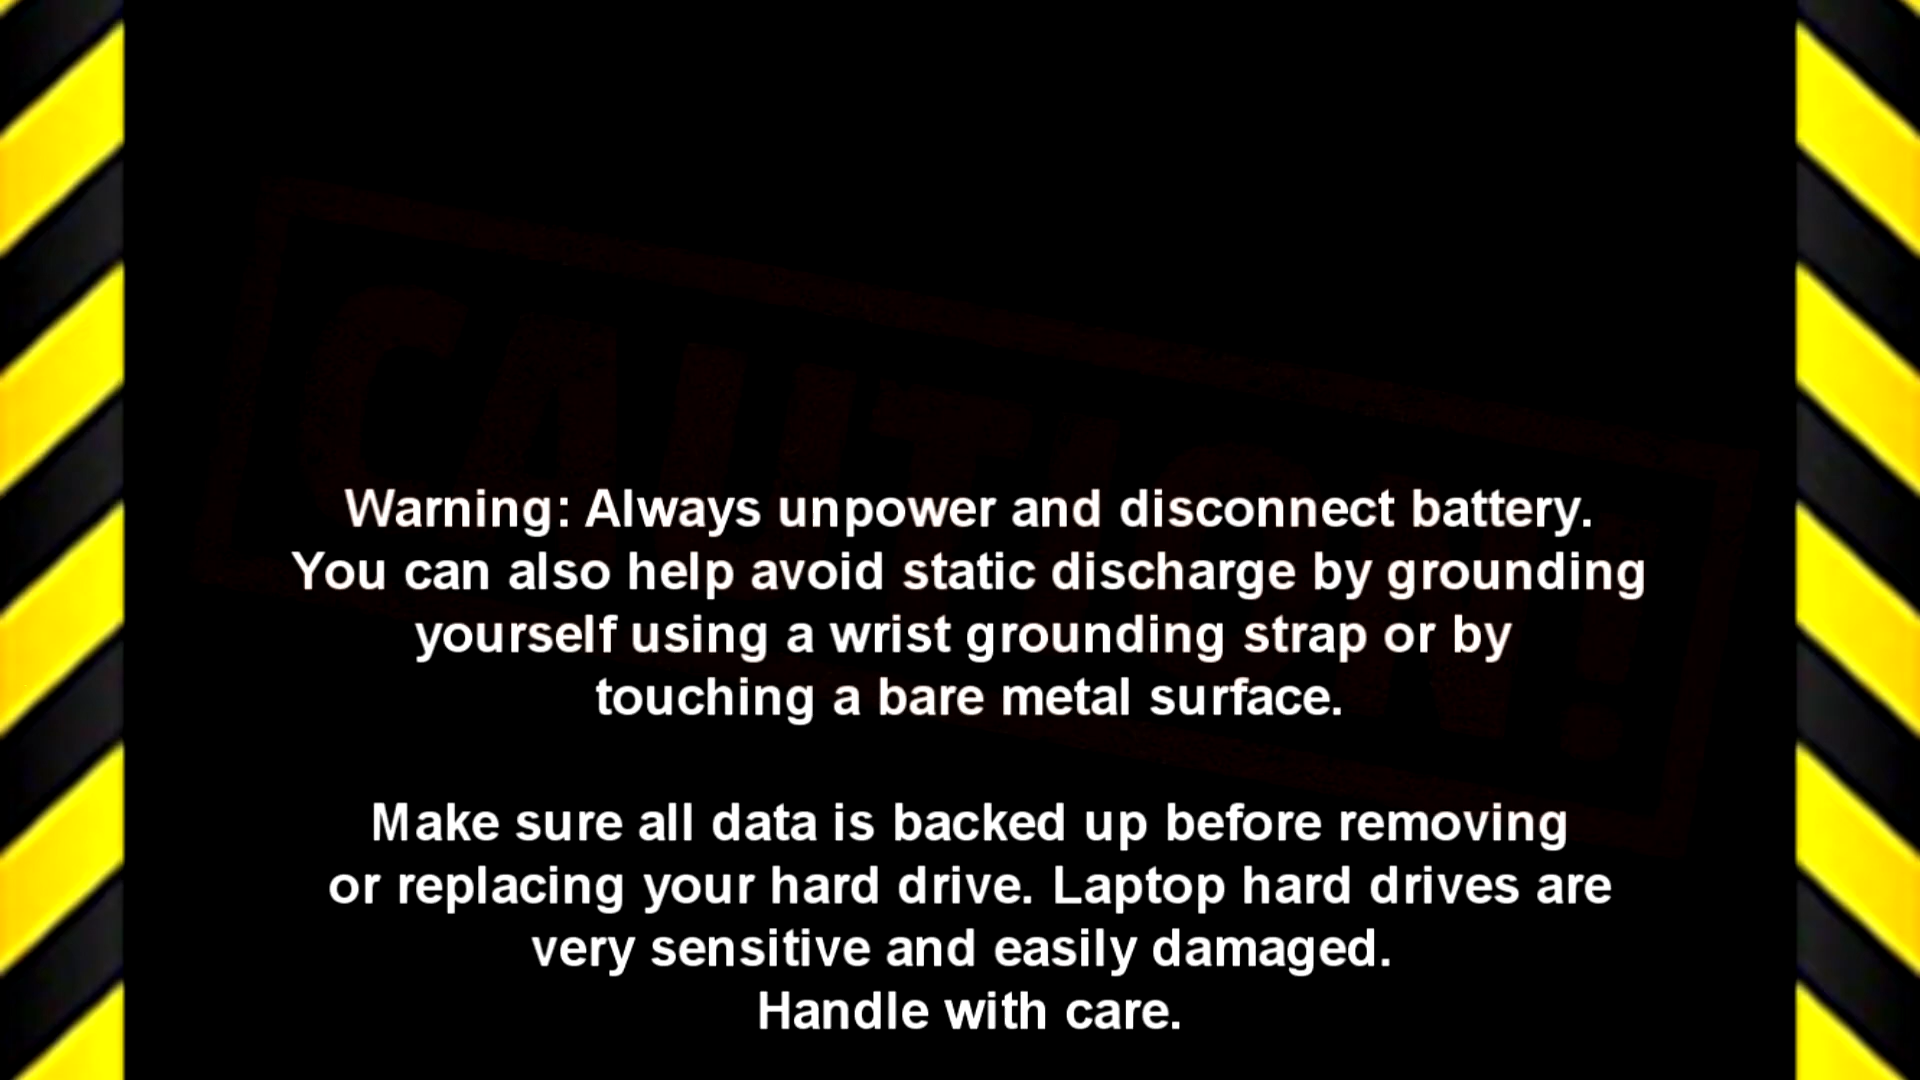 CAUTION!
Warning: Always unpower and disconnect battery.
You can also help avoid static discharge by grounding
yourself using a wrist grounding strap or by
touching a bare metal surface.
Make sure all data is backed up before removing
or replacing your hard drive. Laptop hard drives are
very sensitive and easily damaged.
Handle with care.